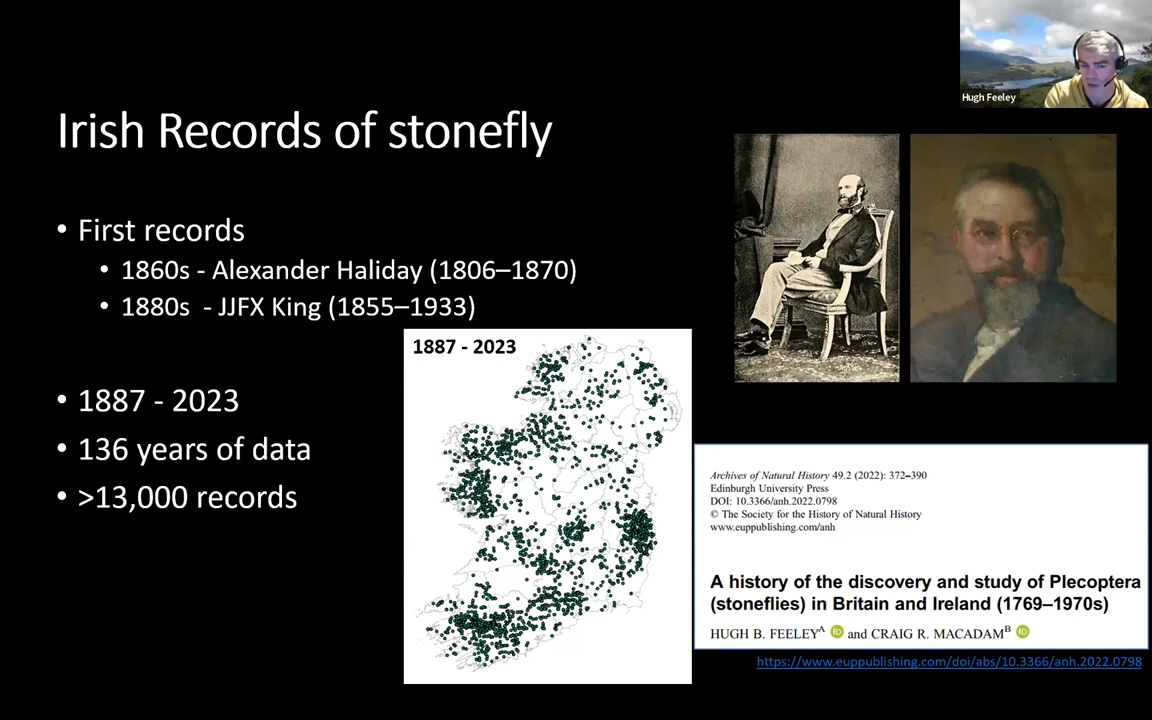 Hugh Feeley
Irish Records of stonefly
• First records
• 1860s - Alexander Haliday (1806–1870)
• 1880s - JJFX King (1855–1933)
• 1887 - 2023
• 136 years of data
• >13,000 records
1887 - 2023
Archives of Natural History 49.2 (2022): 372–390
Edinburgh University Press
DOI: 10.3366/anh.2022.0798
© The Society for the History of Natural History
www.euppublishing.com/anh
A history of the discovery and study of Plecoptera
(stoneflies) in Britain and Ireland (1769–1970s)
HUGH B. FEELEYᴬ iD and CRAIG R. MACADAMᴮ iD
https://www.euppublishing.com/doi/abs/10.3366/anh.2022.0798